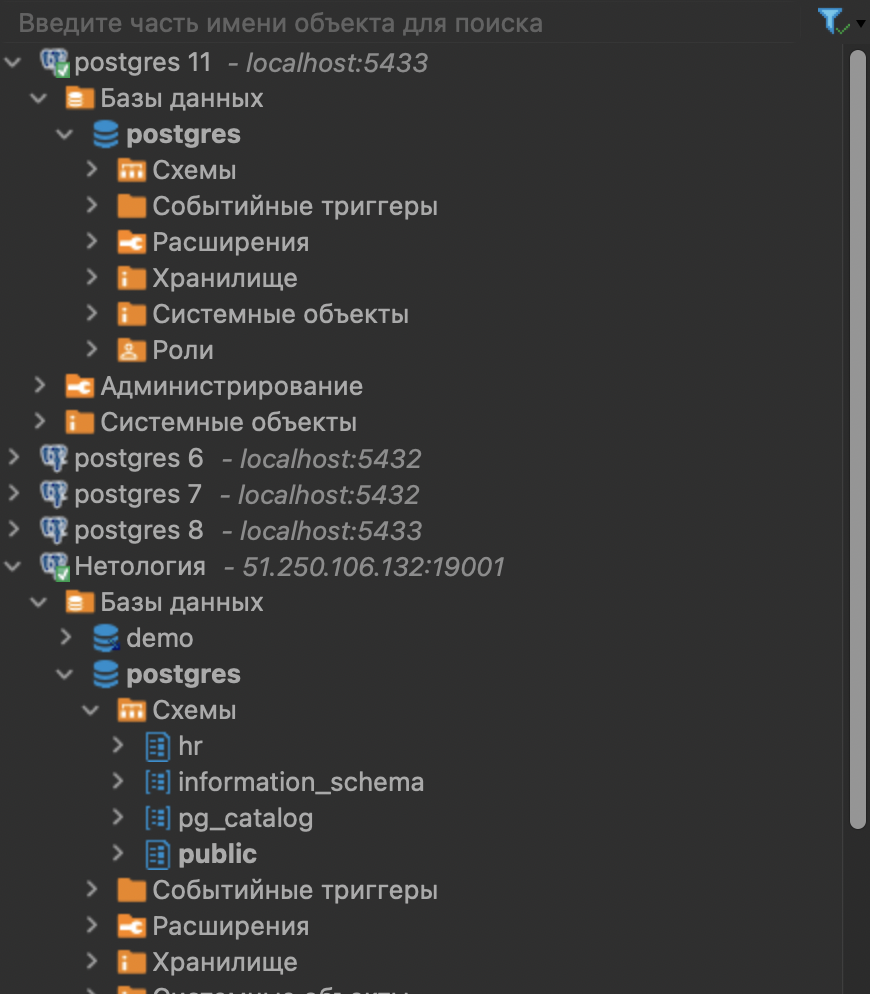 Введите часть имени объекта для поиска
postgres 11 - localhost:5433
Базы данных
postgres
Схемы
Событийные триггеры
Расширения
Хранилище
Системные объекты
Роли
Администрирование
Системные объекты
postgres 6 - localhost:5432
postgres 7 - localhost:5432
postgres 8 - localhost:5433
Нетология - 51.250.106.132:19001
Базы данных
demo
postgres
Схемы
hr
information_schema
pg_catalog
public
Событийные триггеры
Расширения
Хранилище
Системные объекты